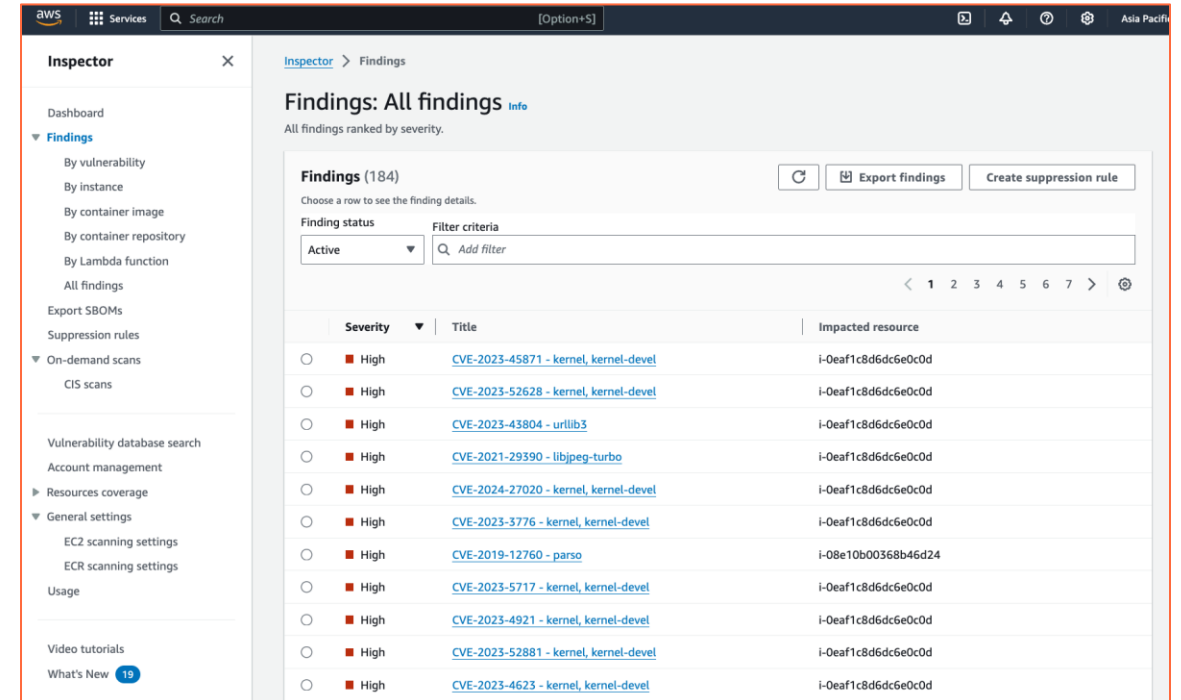 aws Services Search [Option+S] Asia Pacific
Inspector
Dashboard
Findings
By vulnerability
By instance
By container image
By container repository
By Lambda function
All findings
Export SBOMs
Suppression rules
On-demand scans
CIS scans
Vulnerability database search
Account management
Resources coverage
General settings
EC2 scanning settings
ECR scanning settings
Usage
Video tutorials
What's New 19
Inspector > Findings
Findings: All findings Info
All findings ranked by severity.
Findings (184) Export findings Create suppression rule
Choose a row to see the finding details.
Finding status Filter criteria
Active Add filter
1 2 3 4 5 6 7
Severity Title Impacted resource
High CVE-2023-45871 - kernel, kernel-devel i-0eaf1c8d6dc6e0c0d
High CVE-2023-52628 - kernel, kernel-devel i-0eaf1c8d6dc6e0c0d
High CVE-2023-43804 - urllib3 i-0eaf1c8d6dc6e0c0d
High CVE-2021-29390 - libjpeg-turbo i-0eaf1c8d6dc6e0c0d
High CVE-2024-27020 - kernel, kernel-devel i-0eaf1c8d6dc6e0c0d
High CVE-2023-3776 - kernel, kernel-devel i-0eaf1c8d6dc6e0c0d
High CVE-2019-12760 - parso i-08e10b00368b46d24
High CVE-2023-5717 - kernel, kernel-devel i-0eaf1c8d6dc6e0c0d
High CVE-2023-4921 - kernel, kernel-devel i-0eaf1c8d6dc6e0c0d
High CVE-2023-52881 - kernel, kernel-devel i-0eaf1c8d6dc6e0c0d
High CVE-2023-4623 - kernel, kernel-devel i-0eaf1c8d6dc6e0c0d